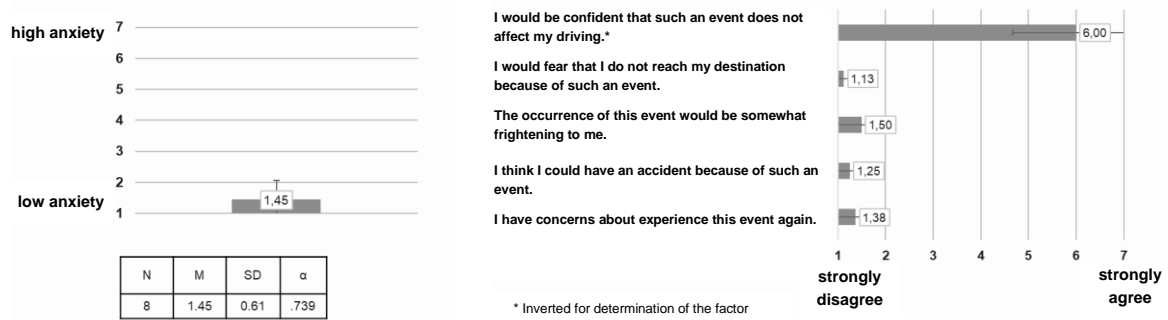 high anxiety
7
6
5
4
3
2
low anxiety
1
1,45
N M SD α
8 1.45 0.61 .739
I would be confident that such an event does not
affect my driving.*
6,00
I would fear that I do not reach my destination
because of such an event.
1,13
The occurrence of this event would be somewhat
frightening to me.
1,50
I think I could have an accident because of such an
event.
1,25
I have concerns about experience this event again.
1,38
1 2 3 4 5 6 7
strongly
disagree
strongly
agree
* Inverted for determination of the factor